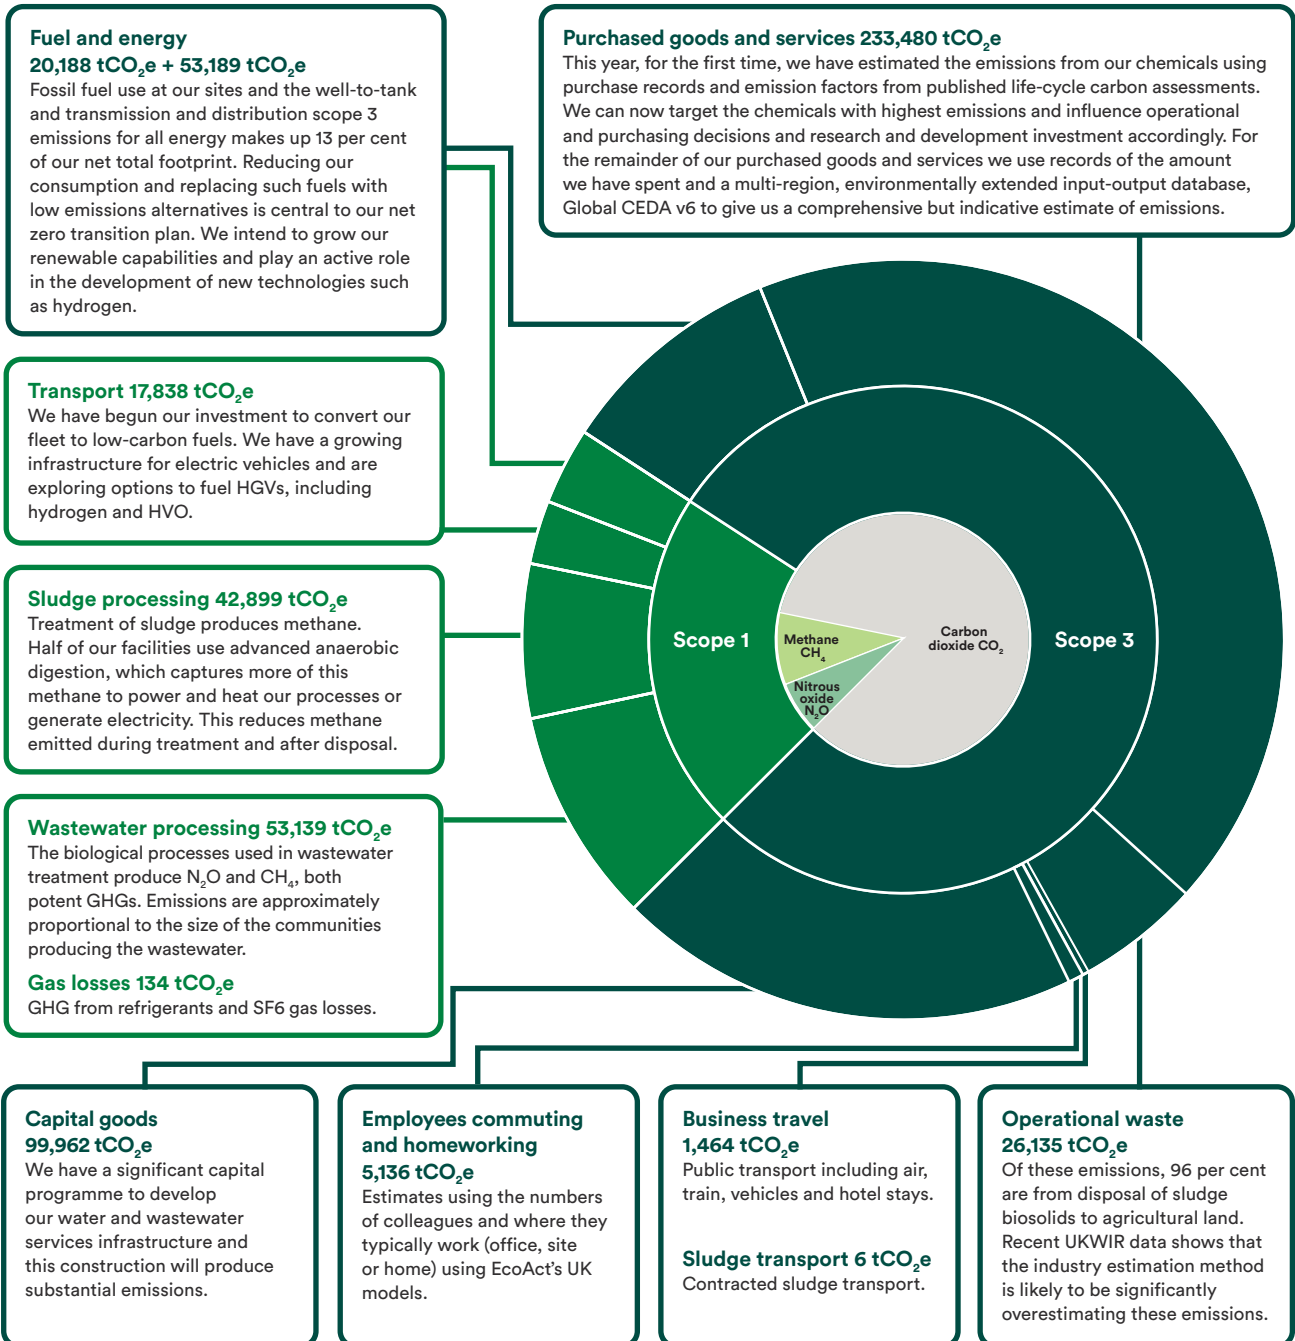 Fuel and energy
20,188 tCO₂e + 53,189 tCO₂e
Fossil fuel use at our sites and the well-to-tank
and transmission and distribution scope 3
emissions for all energy makes up 13 per cent
of our net total footprint. Reducing our
consumption and replacing such fuels with
low emissions alternatives is central to our net
zero transition plan. We intend to grow our
renewable capabilities and play an active role
in the development of new technologies such
as hydrogen.
Purchased goods and services 233,480 tCO₂e
This year, for the first time, we have estimated the emissions from our chemicals using
purchase records and emission factors from published life-cycle carbon assessments.
We can now target the chemicals with highest emissions and influence operational
and purchasing decisions and research and development investment accordingly. For
the remainder of our purchased goods and services we use records of the amount
we have spent and a multi-region, environmentally extended input-output database,
Global CEDA v6 to give us a comprehensive but indicative estimate of emissions.
Transport 17,838 tCO₂e
We have begun our investment to convert our
fleet to low-carbon fuels. We have a growing
infrastructure for electric vehicles and are
exploring options to fuel HGVs, including
hydrogen and HVO.
Sludge processing 42,899 tCO₂e
Treatment of sludge produces methane.
Half of our facilities use advanced anaerobic
digestion, which captures more of this
methane to power and heat our processes or
generate electricity. This reduces methane
emitted during treatment and after disposal.
Wastewater processing 53,139 tCO₂e
The biological processes used in wastewater
treatment produce N₂O and CH₄, both
potent GHGs. Emissions are approximately
proportional to the size of the communities
producing the wastewater.
Gas losses 134 tCO₂e
GHG from refrigerants and SF6 gas losses.
Scope 1
Methane
CH₄
Nitrous
oxide
N₂O
Carbon
dioxide CO₂
Scope 3
Capital goods
99,962 tCO₂e
We have a significant capital
programme to develop
our water and wastewater
services infrastructure and
this construction will produce
substantial emissions.
Employees commuting
and homeworking
5,136 tCO₂e
Estimates using the numbers
of colleagues and where they
typically work (office, site
or home) using EcoAct's UK
models.
Business travel
1,464 tCO₂e
Public transport including air,
train, vehicles and hotel stays.
Sludge transport 6 tCO₂e
Contracted sludge transport.
Operational waste
26,135 tCO₂e
Of these emissions, 96 per cent
are from disposal of sludge
biosolids to agricultural land.
Recent UKWIR data shows that
the industry estimation method
is likely to be significantly
overestimating these emissions.